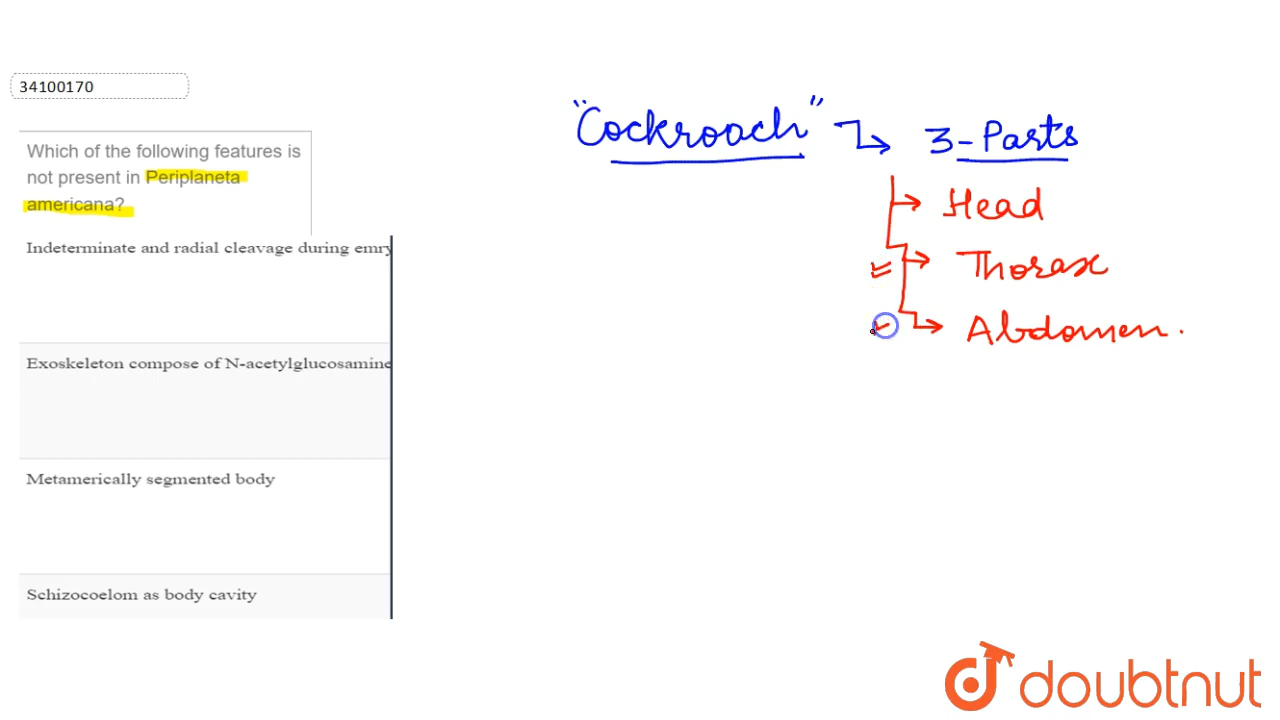 34100170
Which of the following features is
not present in Periplaneta
americana?
Indeterminate and radial cleavage during emry
Exoskeleton compose of N-acetylglucosamine
Metamerically segmented body
Schizocoelom as body cavity
"Cockroach" 3-Parts
Head
Thorax
Abdomen.
doubtnut